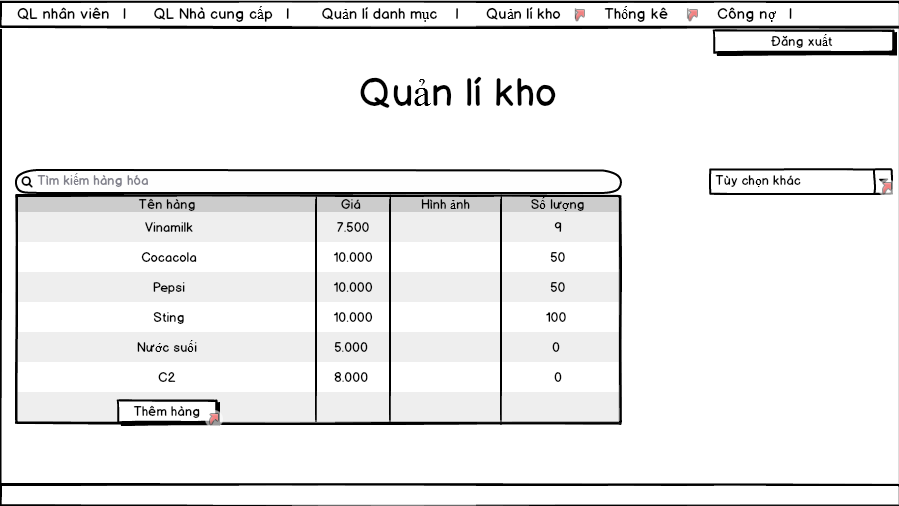 QL nhân viên | QL Nhà cung cấp | Quản lí danh mục | Quản lí kho Thống kê Công nợ |
Đăng xuất
Quản lí kho
Tìm kiếm hàng hóa
Tùy chọn khác
Tên hàng Giá Hình ảnh Số lượng
Vinamilk 7.500 9
Cocacola 10.000 50
Pepsi 10.000 50
Sting 10.000 100
Nước suối 5.000 0
C2 8.000 0
Thêm hàng